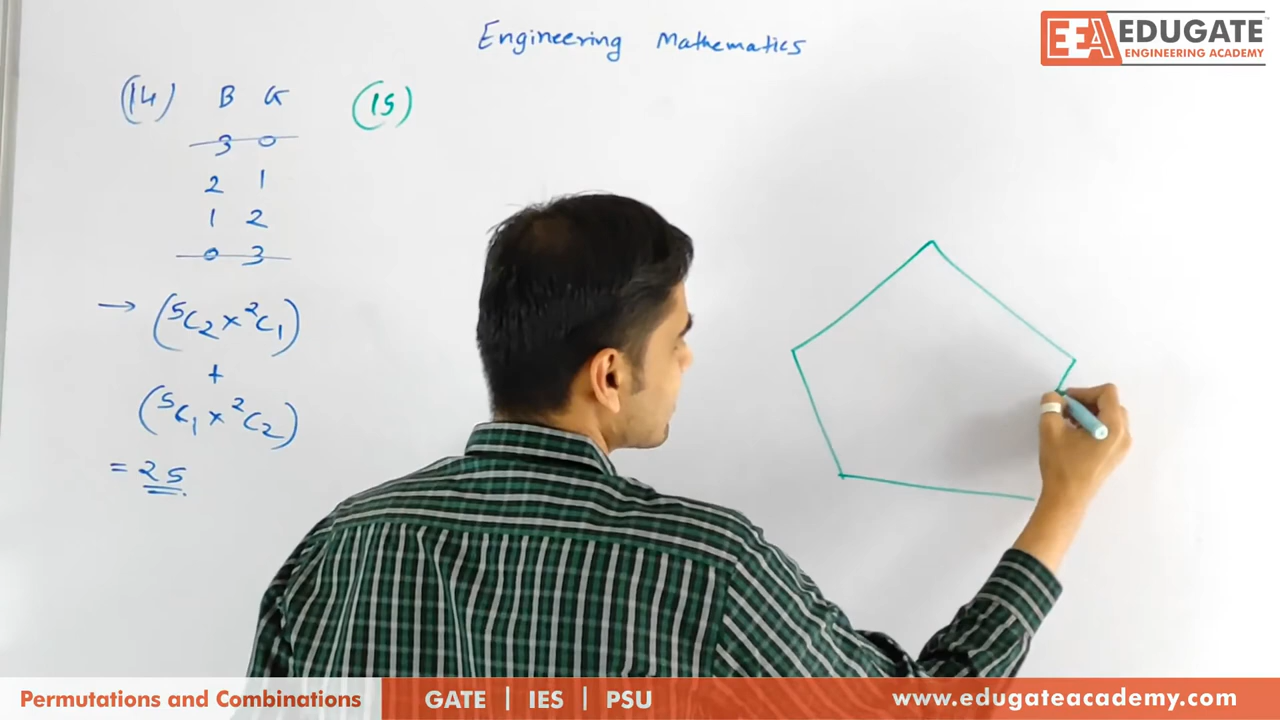 Engineering Mathematics
EEA EDUGATE
ENGINEERING ACADEMY
(14) B G
3 0
2 1
1 2
0 3
→ (⁵C₂ × ²C₁)
+
(⁵C₁ × ²C₂)
= 25
(15)
Permutations and Combinations
GATE | IES | PSU
www.edugateacademy.com